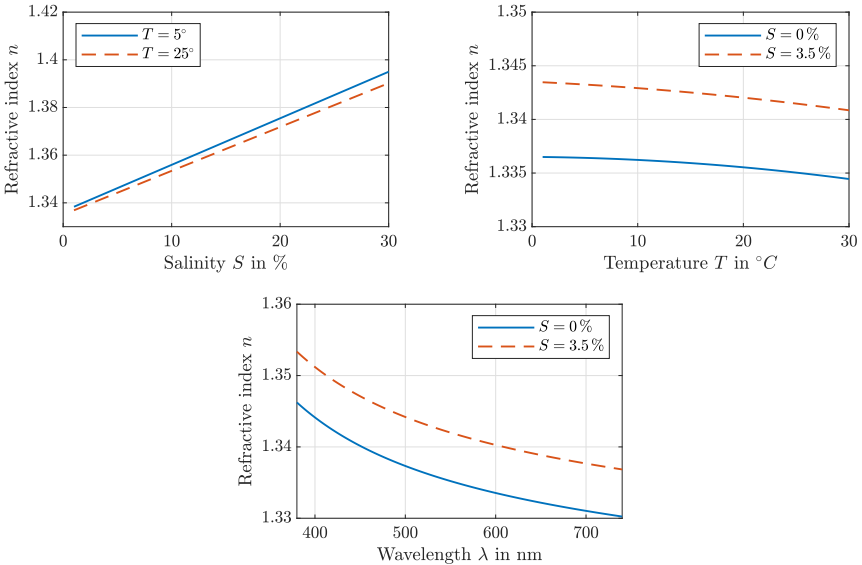 Refractive index n
1.42
1.4
1.38
1.36
1.34
T = 5°
T = 25°
0 10 20 30
Salinity S in %
Refractive index n
1.35
1.345
1.34
1.335
1.33
S = 0 %
S = 3.5 %
0 10 20 30
Temperature T in °C
Refractive index n
1.36
1.35
1.34
1.33
S = 0 %
S = 3.5 %
400 500 600 700
Wavelength λ in nm